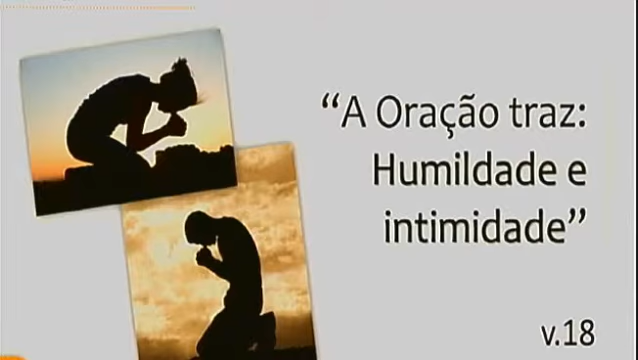 “A Oração traz:
Humildade e
intimidade”
v.18